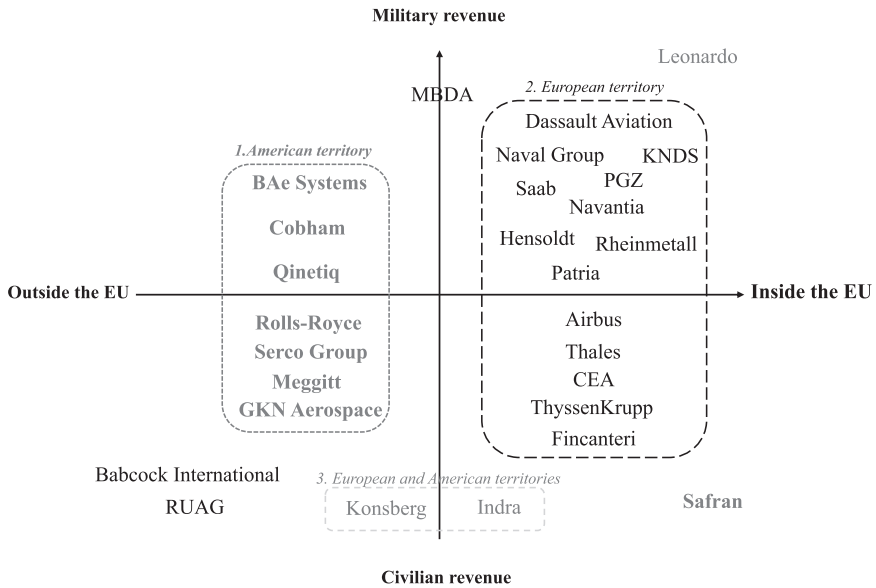 Military revenue
Leonardo
MBDA
2. European territory
Dassault Aviation
1.American territory
Naval Group
KNDS
BAe Systems
Saab
PGZ
Navantia
Cobham
Hensoldt
Rheinmetall
Qinetiq
Patria
Outside the EU
Inside the EU
Rolls-Royce
Airbus
Serco Group
Thales
Meggitt
CEA
GKN Aerospace
ThyssenKrupp
Fincanteri
Babcock International
3. European and American territories
RUAG
Konsberg
Indra
Safran
Civilian revenue